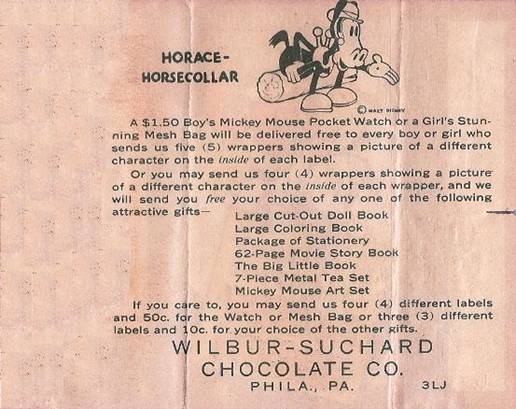 HORACE-
HORSECOLLAR
© WALT DISNEY
A $1.50 Boy's Mickey Mouse Pocket Watch or a Girl's Stun-
ning Mesh Bag will be delivered free to every boy or girl who
sends us five (5) wrappers showing a picture of a different
character on the inside of each label.
Or you may send us four (4) wrappers showing a picture
of a different character on the inside of each wrapper, and we
will send you free your choice of any one of the following
attractive gifts—
Large Cut-Out Doll Book
Large Coloring Book
Package of Stationery
62-Page Movie Story Book
The Big Little Book
7-Piece Metal Tea Set
Mickey Mouse Art Set
If you care to, you may send us four (4) different labels
and 50c. for the Watch or Mesh Bag or three (3) different
labels and 10c. for your choice of the other gifts.
WILBUR-SUCHARD
CHOCOLATE CO.
PHILA., PA.
3LJ